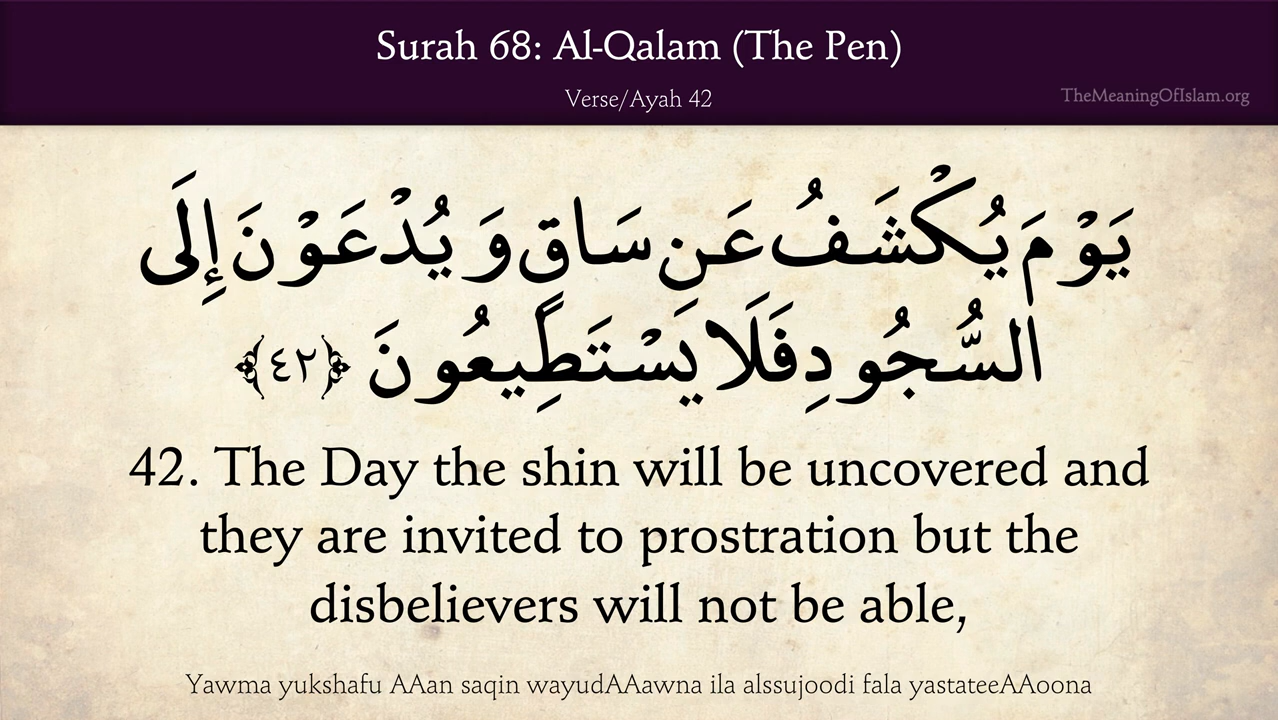 Surah 68: Al-Qalam (The Pen)
Verse/Ayah 42
TheMeaningOfIslam.org
يَوْمَ يُكْشَفُ عَن سَاقٍ وَيُدْعَوْنَ إِلَى
السُّجُودِ فَلَا يَسْتَطِيعُونَ ﴿٤٢﴾
42. The Day the shin will be uncovered and
they are invited to prostration but the
disbelievers will not be able,
Yawma yukshafu AAan saqin wayudAAawna ila alssujoodi fala yastateeAAoona